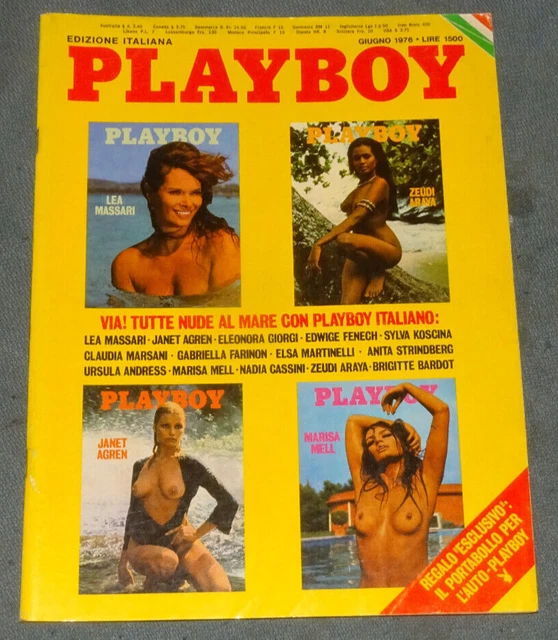 EDIZIONE ITALIANA
GIUGNO 1976 • LIRE 1500
PLAYBOY
PLAYBOY
LEA
MASSARI
PLAYBOY
ZEUDI
ARAYA
VIA! TUTTE NUDE AL MARE CON PLAYBOY ITALIANO:
LEA MASSARI · JANET AGREN · ELEONORA GIORGI · EDWIGE FENECH · SYLVA KOSCINA
CLAUDIA MARSANI · GABRIELLA FARINON · ELSA MARTINELLI · ANITA STRINDBERG
URSULA ANDRESS · MARISA MELL · NADIA CASSINI · ZEUDI ARAYA · BRIGITTE BARDOT
PLAYBOY
JANET
AGREN
PLAYBOY
MARISA
MELL
REGALO "ESCLUSIVO":
IL PORTABOLLO PER
L'AUTO-PLAYBOY